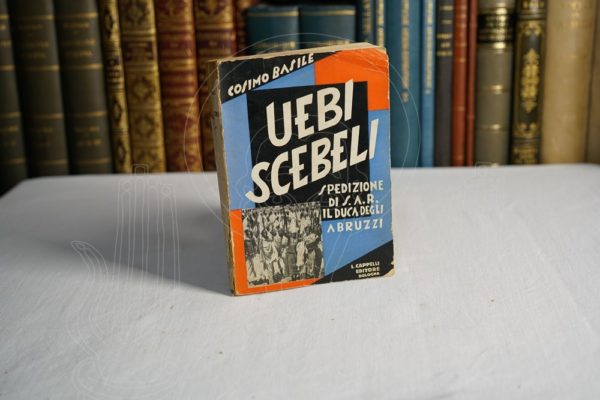 COSIMO BASILE
UEBI
SCEBELI
SPEDIZIONE
DI S.A.R.
IL DUCA DEGLI
ABRUZZI
L. CAPPELLI
EDITORE
BOLOGNA